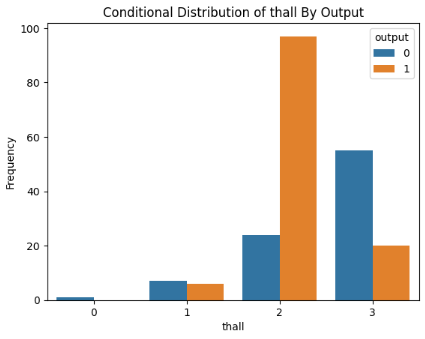 Conditional Distribution of thall By Output
output
0
1
100
80
60
40
20
0
Frequency
0 1 2 3
thall